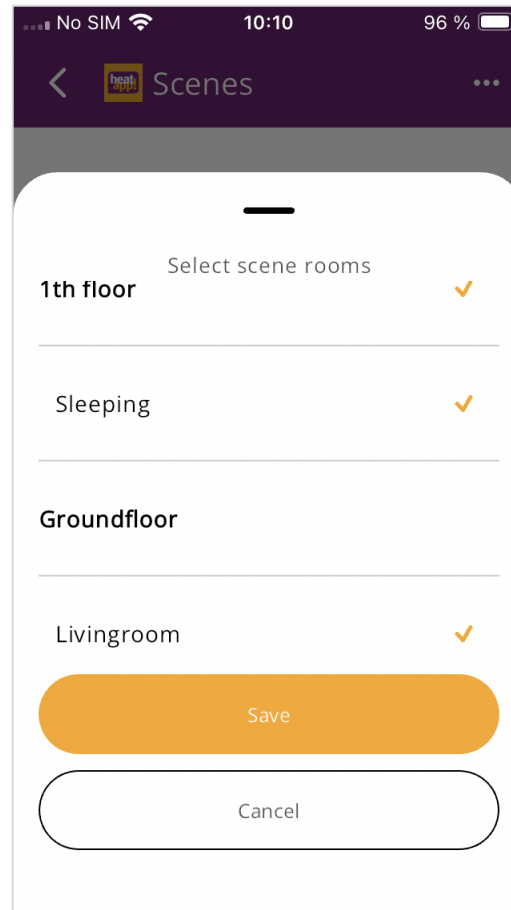 No SIM 10:10 96 %
heat app! Scenes
Select scene rooms
1th floor
Sleeping
Groundfloor
Livingroom
Save
Cancel